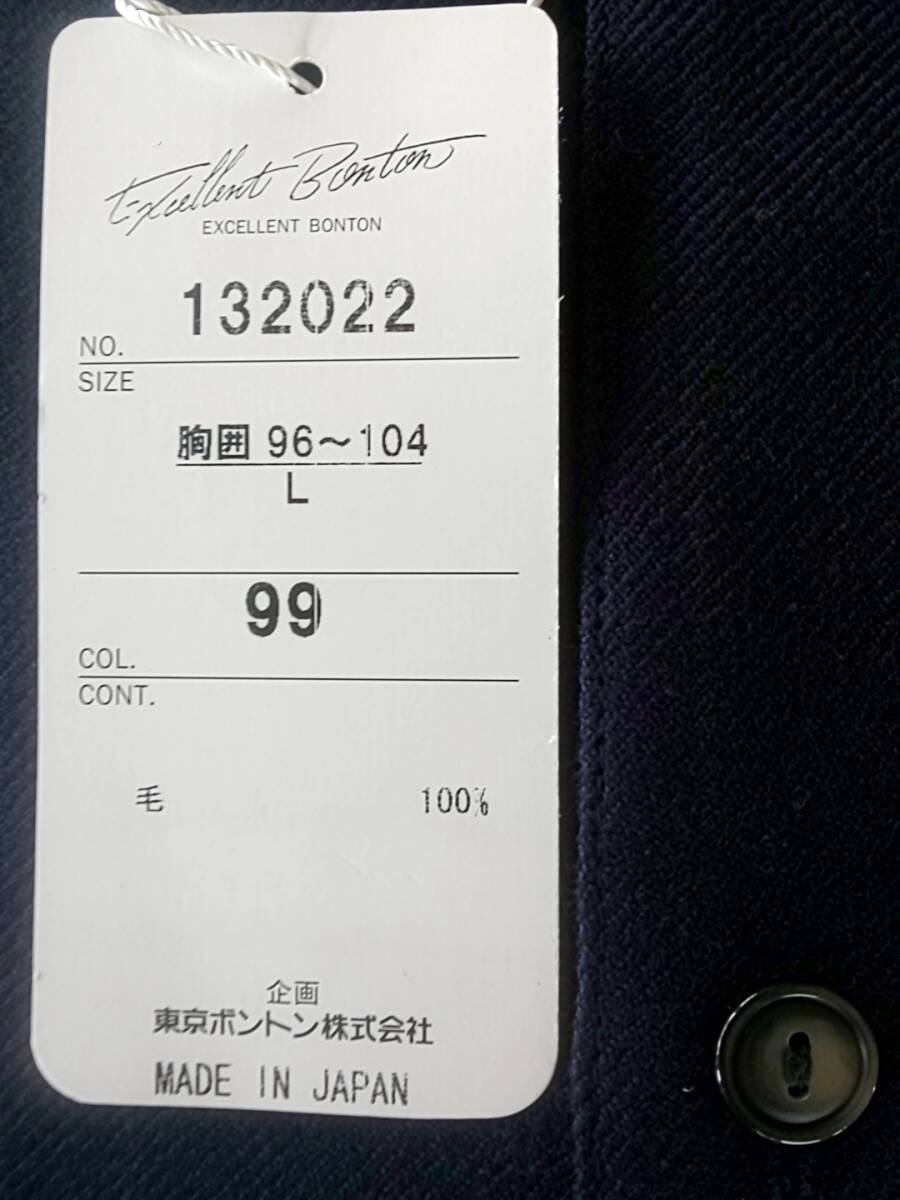 Excellent Bonton
EXCELLENT BONTON
NO. 132022
SIZE
胸囲 96〜104
L
COL. 99
CONT.
毛 100%
企画
東京ボントン株式会社
MADE IN JAPAN